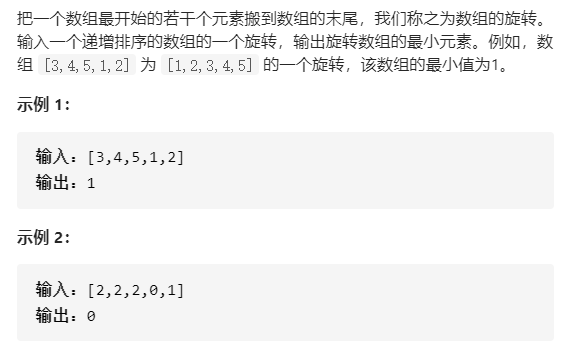 把一个数组最开始的若干个元素搬到数组的末尾，我们称之为数组的旋转。
输入一个递增排序的数组的一个旋转，输出旋转数组的最小元素。例如，数
组 [3,4,5,1,2] 为 [1,2,3,4,5] 的一个旋转，该数组的最小值为1。
示例 1：
输入：[3,4,5,1,2]
输出：1
示例 2：
输入：[2,2,2,0,1]
输出：0